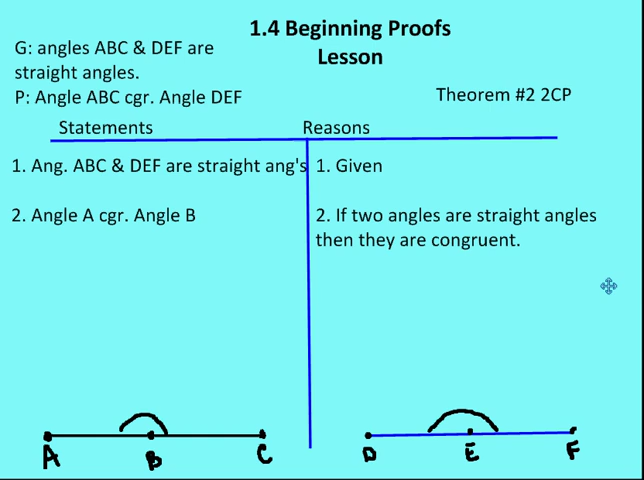 1.4 Beginning Proofs
Lesson
G: angles ABC & DEF are
straight angles.
P: Angle ABC cgr. Angle DEF
Theorem #2 2CP
Statements
Reasons
1. Ang. ABC & DEF are straight ang's
1. Given
2. Angle A cgr. Angle B
2. If two angles are straight angles
then they are congruent.
A B C
D E F